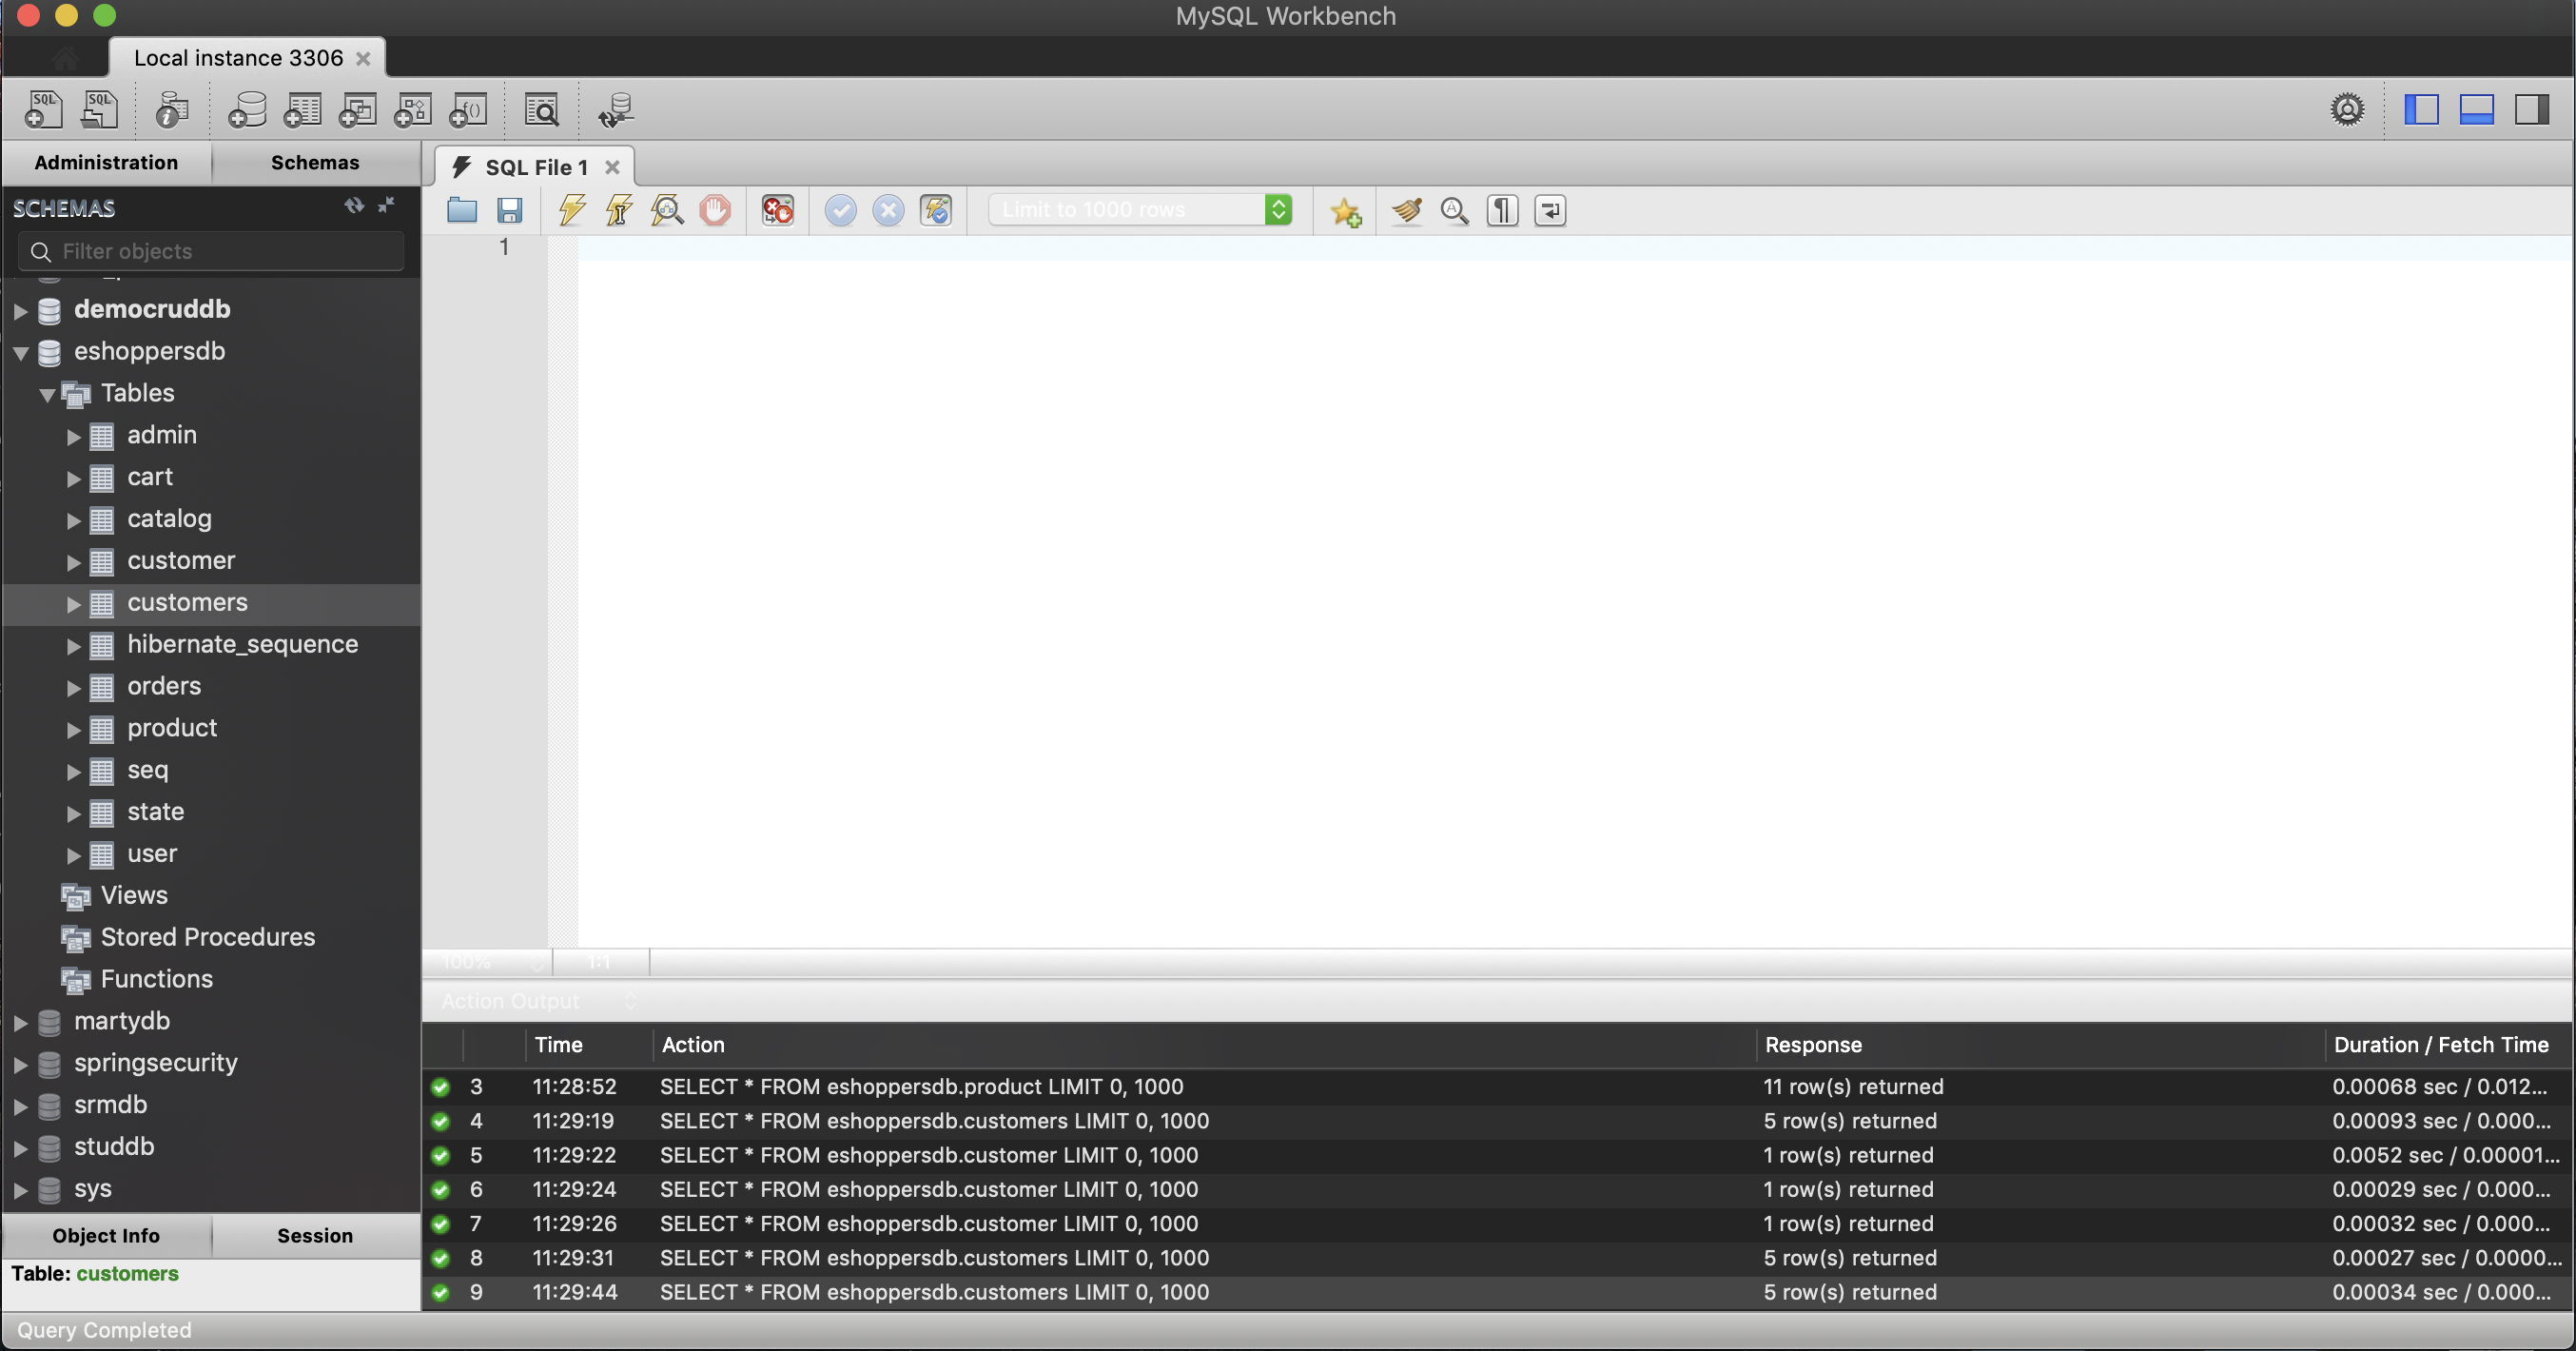 MySQL Workbench
Local instance 3306
Administration Schemas
SQL File 1
SCHEMAS
Limit to 1000 rows
Filter objects
1
democruddb
eshoppersdb
Tables
admin
cart
catalog
customer
customers
hibernate_sequence
orders
product
seq
state
user
Views
Stored Procedures
Functions
martydb
springsecurity
srmdb
studdb
sys
100% 1:1
Action Output
Time Action Response Duration / Fetch Time
3 11:28:52 SELECT * FROM eshoppersdb.product LIMIT 0, 1000 11 row(s) returned 0.00068 sec / 0.012...
4 11:29:19 SELECT * FROM eshoppersdb.customers LIMIT 0, 1000 5 row(s) returned 0.00093 sec / 0.000...
5 11:29:22 SELECT * FROM eshoppersdb.customer LIMIT 0, 1000 1 row(s) returned 0.0052 sec / 0.00001...
6 11:29:24 SELECT * FROM eshoppersdb.customer LIMIT 0, 1000 1 row(s) returned 0.00029 sec / 0.000...
7 11:29:26 SELECT * FROM eshoppersdb.customer LIMIT 0, 1000 1 row(s) returned 0.00032 sec / 0.000...
8 11:29:31 SELECT * FROM eshoppersdb.customers LIMIT 0, 1000 5 row(s) returned 0.00027 sec / 0.0000...
9 11:29:44 SELECT * FROM eshoppersdb.customers LIMIT 0, 1000 5 row(s) returned 0.00034 sec / 0.000...
Object Info Session
Table: customers
Query Completed